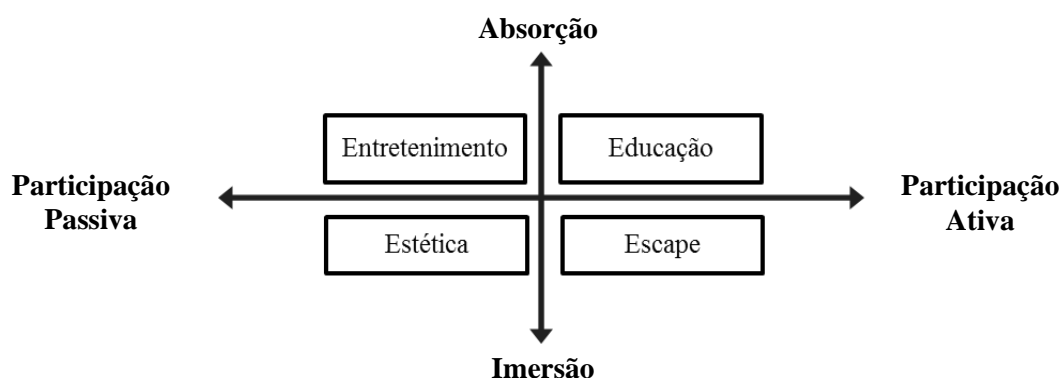 Absorção
Entretenimento
Educação
Participação
Passiva
Participação
Ativa
Estética
Escape
Imersão